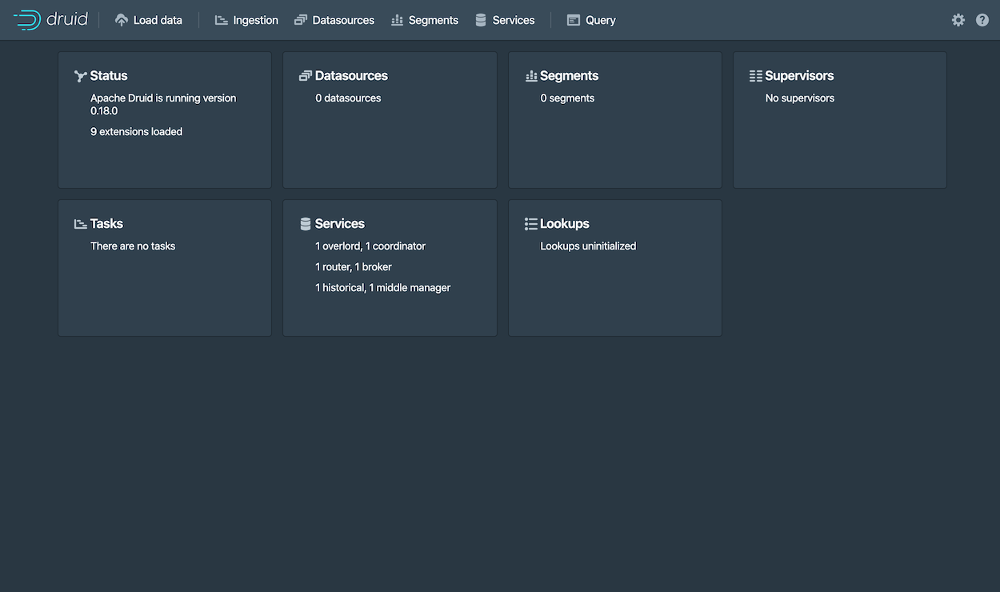 druid
Load data
Ingestion
Datasources
Segments
Services
Query
Status
Apache Druid is running version
0.18.0
9 extensions loaded
Datasources
0 datasources
Segments
0 segments
Supervisors
No supervisors
Tasks
There are no tasks
Services
1 overlord, 1 coordinator
1 router, 1 broker
1 historical, 1 middle manager
Lookups
Lookups uninitialized